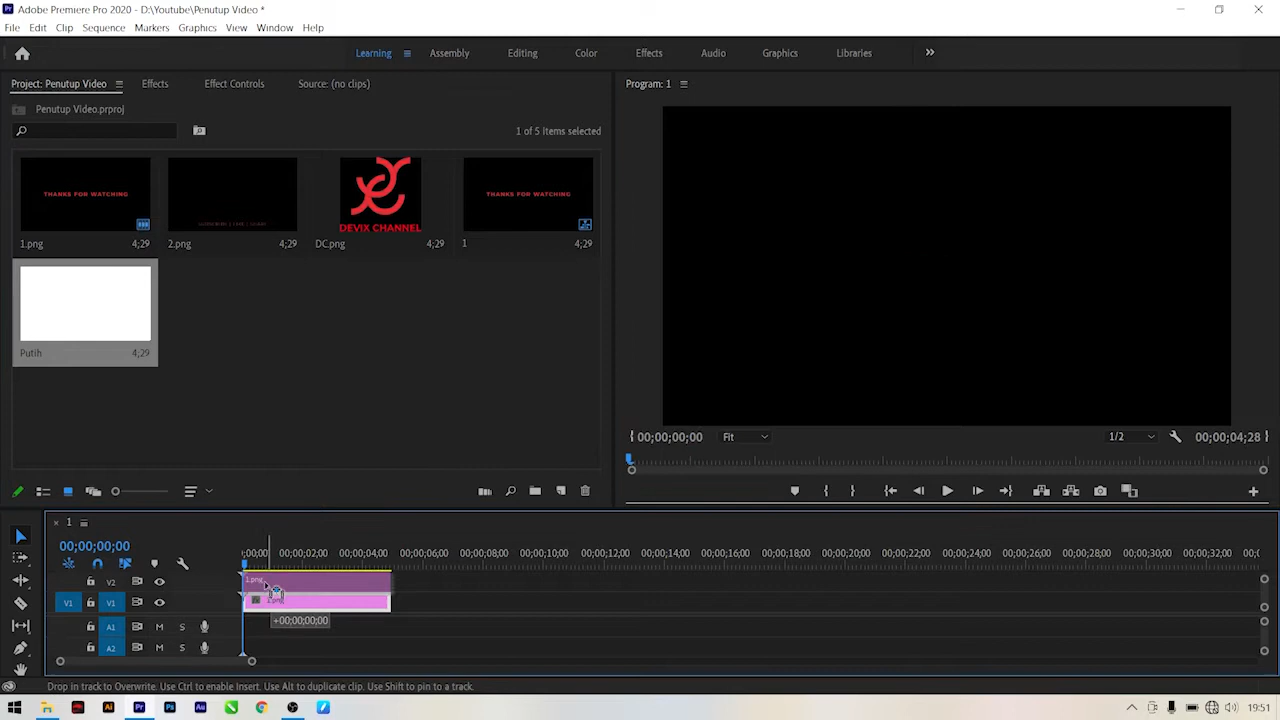 Adobe Premiere Pro 2020 - D:\Youtube\Penutup Video *
File Edit Clip Sequence Markers Graphics View Window Help
Learning Assembly Editing Color Effects Audio Graphics Libraries
Project: Penutup Video Effects Effect Controls Source: (no clips)
Program: 1
Penutup Video.prproj
1 of 5 items selected
THANKS FOR WATCHING
1.png 4;29
2.png 4;29
DEVIX CHANNEL
DC.png 4;29
THANKS FOR WATCHING
1 4;29
Putih 4;29
00;00;00;00 Fit 1/2 00;00;04;28
1
00;00;00;00
;00;00 00;00;02;00 00;00;04;00 00;00;06;00 00;00;08;00 00;00;10;00 00;00;12;00 00;00;14;00 00;00;16;00 00;00;18;00 00;00;20;00 00;00;22;00 00;00;24;00 00;00;26;00 00;00;28;00 00;00;30;00 00;00;32;00 00;
V2 1.png
V1 V1 1.png
+00;00;00;00
A1 M S
A2 M S
Drop in track to Overwrite. Use Ctrl to enable Insert. Use Alt to duplicate clip. Use Shift to pin to a track.
19:51